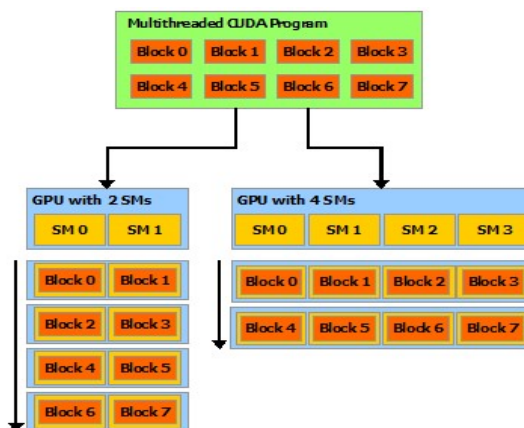 Multithreaded CUDA Program
Block 0 Block 1 Block 2 Block 3
Block 4 Block 5 Block 6 Block 7
GPU with 2 SMs
SM 0 SM 1
Block 0 Block 1
Block 2 Block 3
Block 4 Block 5
Block 6 Block 7
GPU with 4 SMs
SM 0 SM 1 SM 2 SM 3
Block 0 Block 1 Block 2 Block 3
Block 4 Block 5 Block 6 Block 7